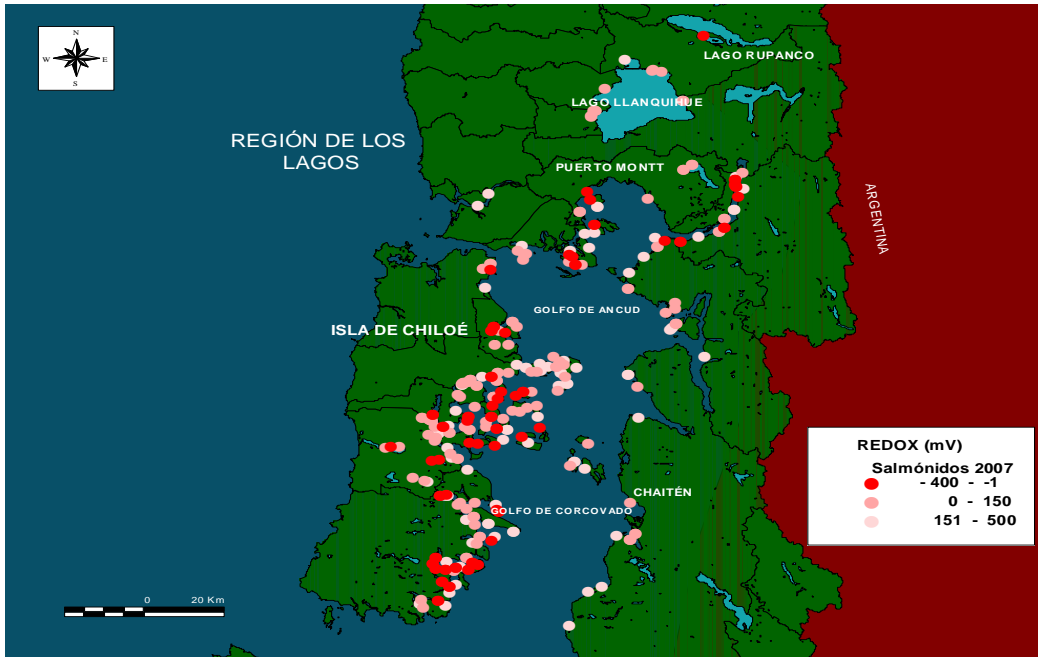 N
W E
S
LAGO RUPANCO
LAGO LLANQUIHUE
REGIÓN DE LOS
LAGOS
PUERTO MONTT
ARGENTINA
GOLFO DE ANCUD
ISLA DE CHILOÉ
REDOX (mV)
Salmónidos 2007
-400 - -1
0 - 150
151 - 500
CHAITÉN
GOLFO DE CORCOVADO
0 20 Km